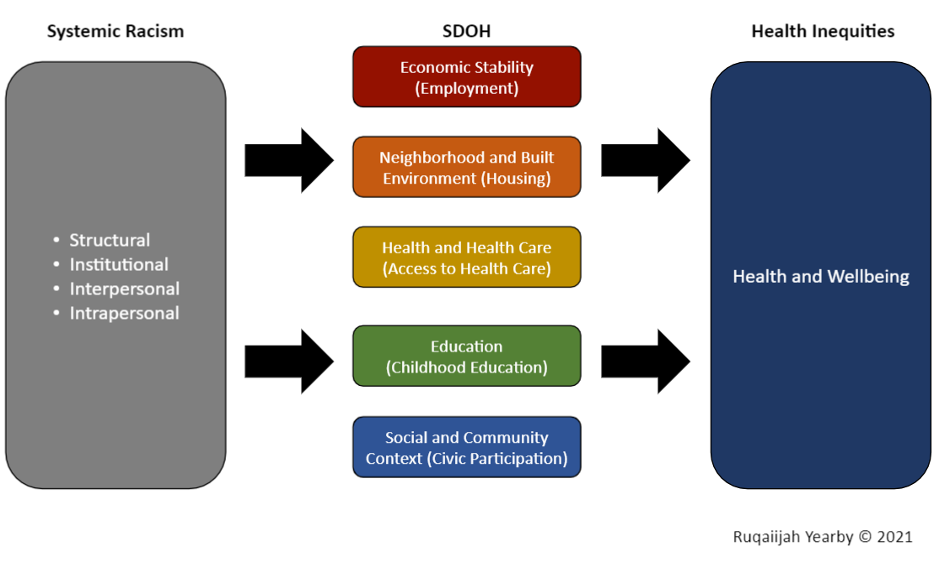 Systemic Racism
SDOH
Health Inequities
• Structural
• Institutional
• Interpersonal
• Intrapersonal
Economic Stability
(Employment)
Neighborhood and Built
Environment (Housing)
Health and Health Care
(Access to Health Care)
Education
(Childhood Education)
Social and Community
Context (Civic Participation)
Health and Wellbeing
Ruqaiijah Yearby © 2021